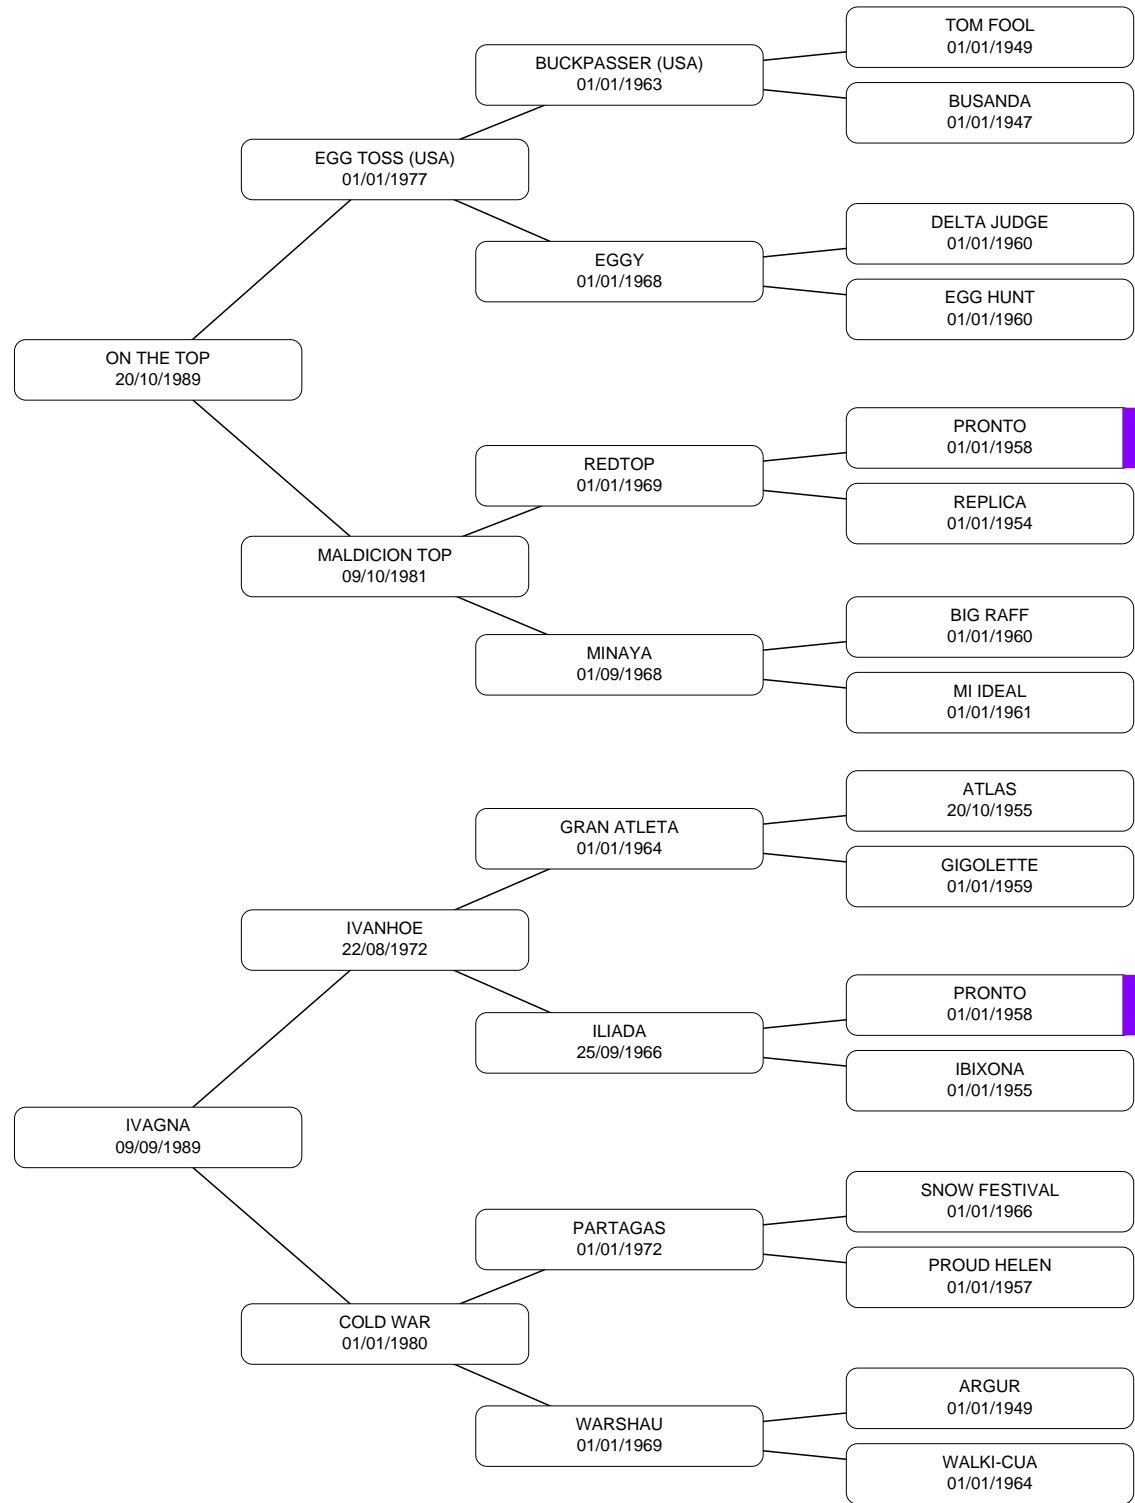 TOM FOOL
01/01/1949
BUCKPASSER (USA)
01/01/1963
BUSANDA
01/01/1947
EGG TOSS (USA)
01/01/1977
DELTA JUDGE
01/01/1960
EGGY
01/01/1968
EGG HUNT
01/01/1960
ON THE TOP
20/10/1989
PRONTO
01/01/1958
REDTOP
01/01/1969
REPLICA
01/01/1954
MALDICION TOP
09/10/1981
BIG RAFF
01/01/1960
MINAYA
01/09/1968
MI IDEAL
01/01/1961
ATLAS
20/10/1955
GRAN ATLETA
01/01/1964
GIGOLETTE
01/01/1959
IVANHOE
22/08/1972
PRONTO
01/01/1958
ILIADA
25/09/1966
IBIXONA
01/01/1955
IVAGNA
09/09/1989
SNOW FESTIVAL
01/01/1966
PARTAGAS
01/01/1972
PROUD HELEN
01/01/1957
COLD WAR
01/01/1980
ARGUR
01/01/1949
WARSHAU
01/01/1969
WALKI-CUA
01/01/1964